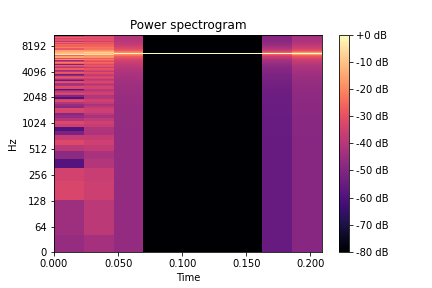 Power spectrogram
8192
4096
2048
1024
512
256
128
64
0
Hz
0.000
0.050
0.100
0.150
0.200
Time
+0 dB
-10 dB
-20 dB
-30 dB
-40 dB
-50 dB
-60 dB
-70 dB
-80 dB